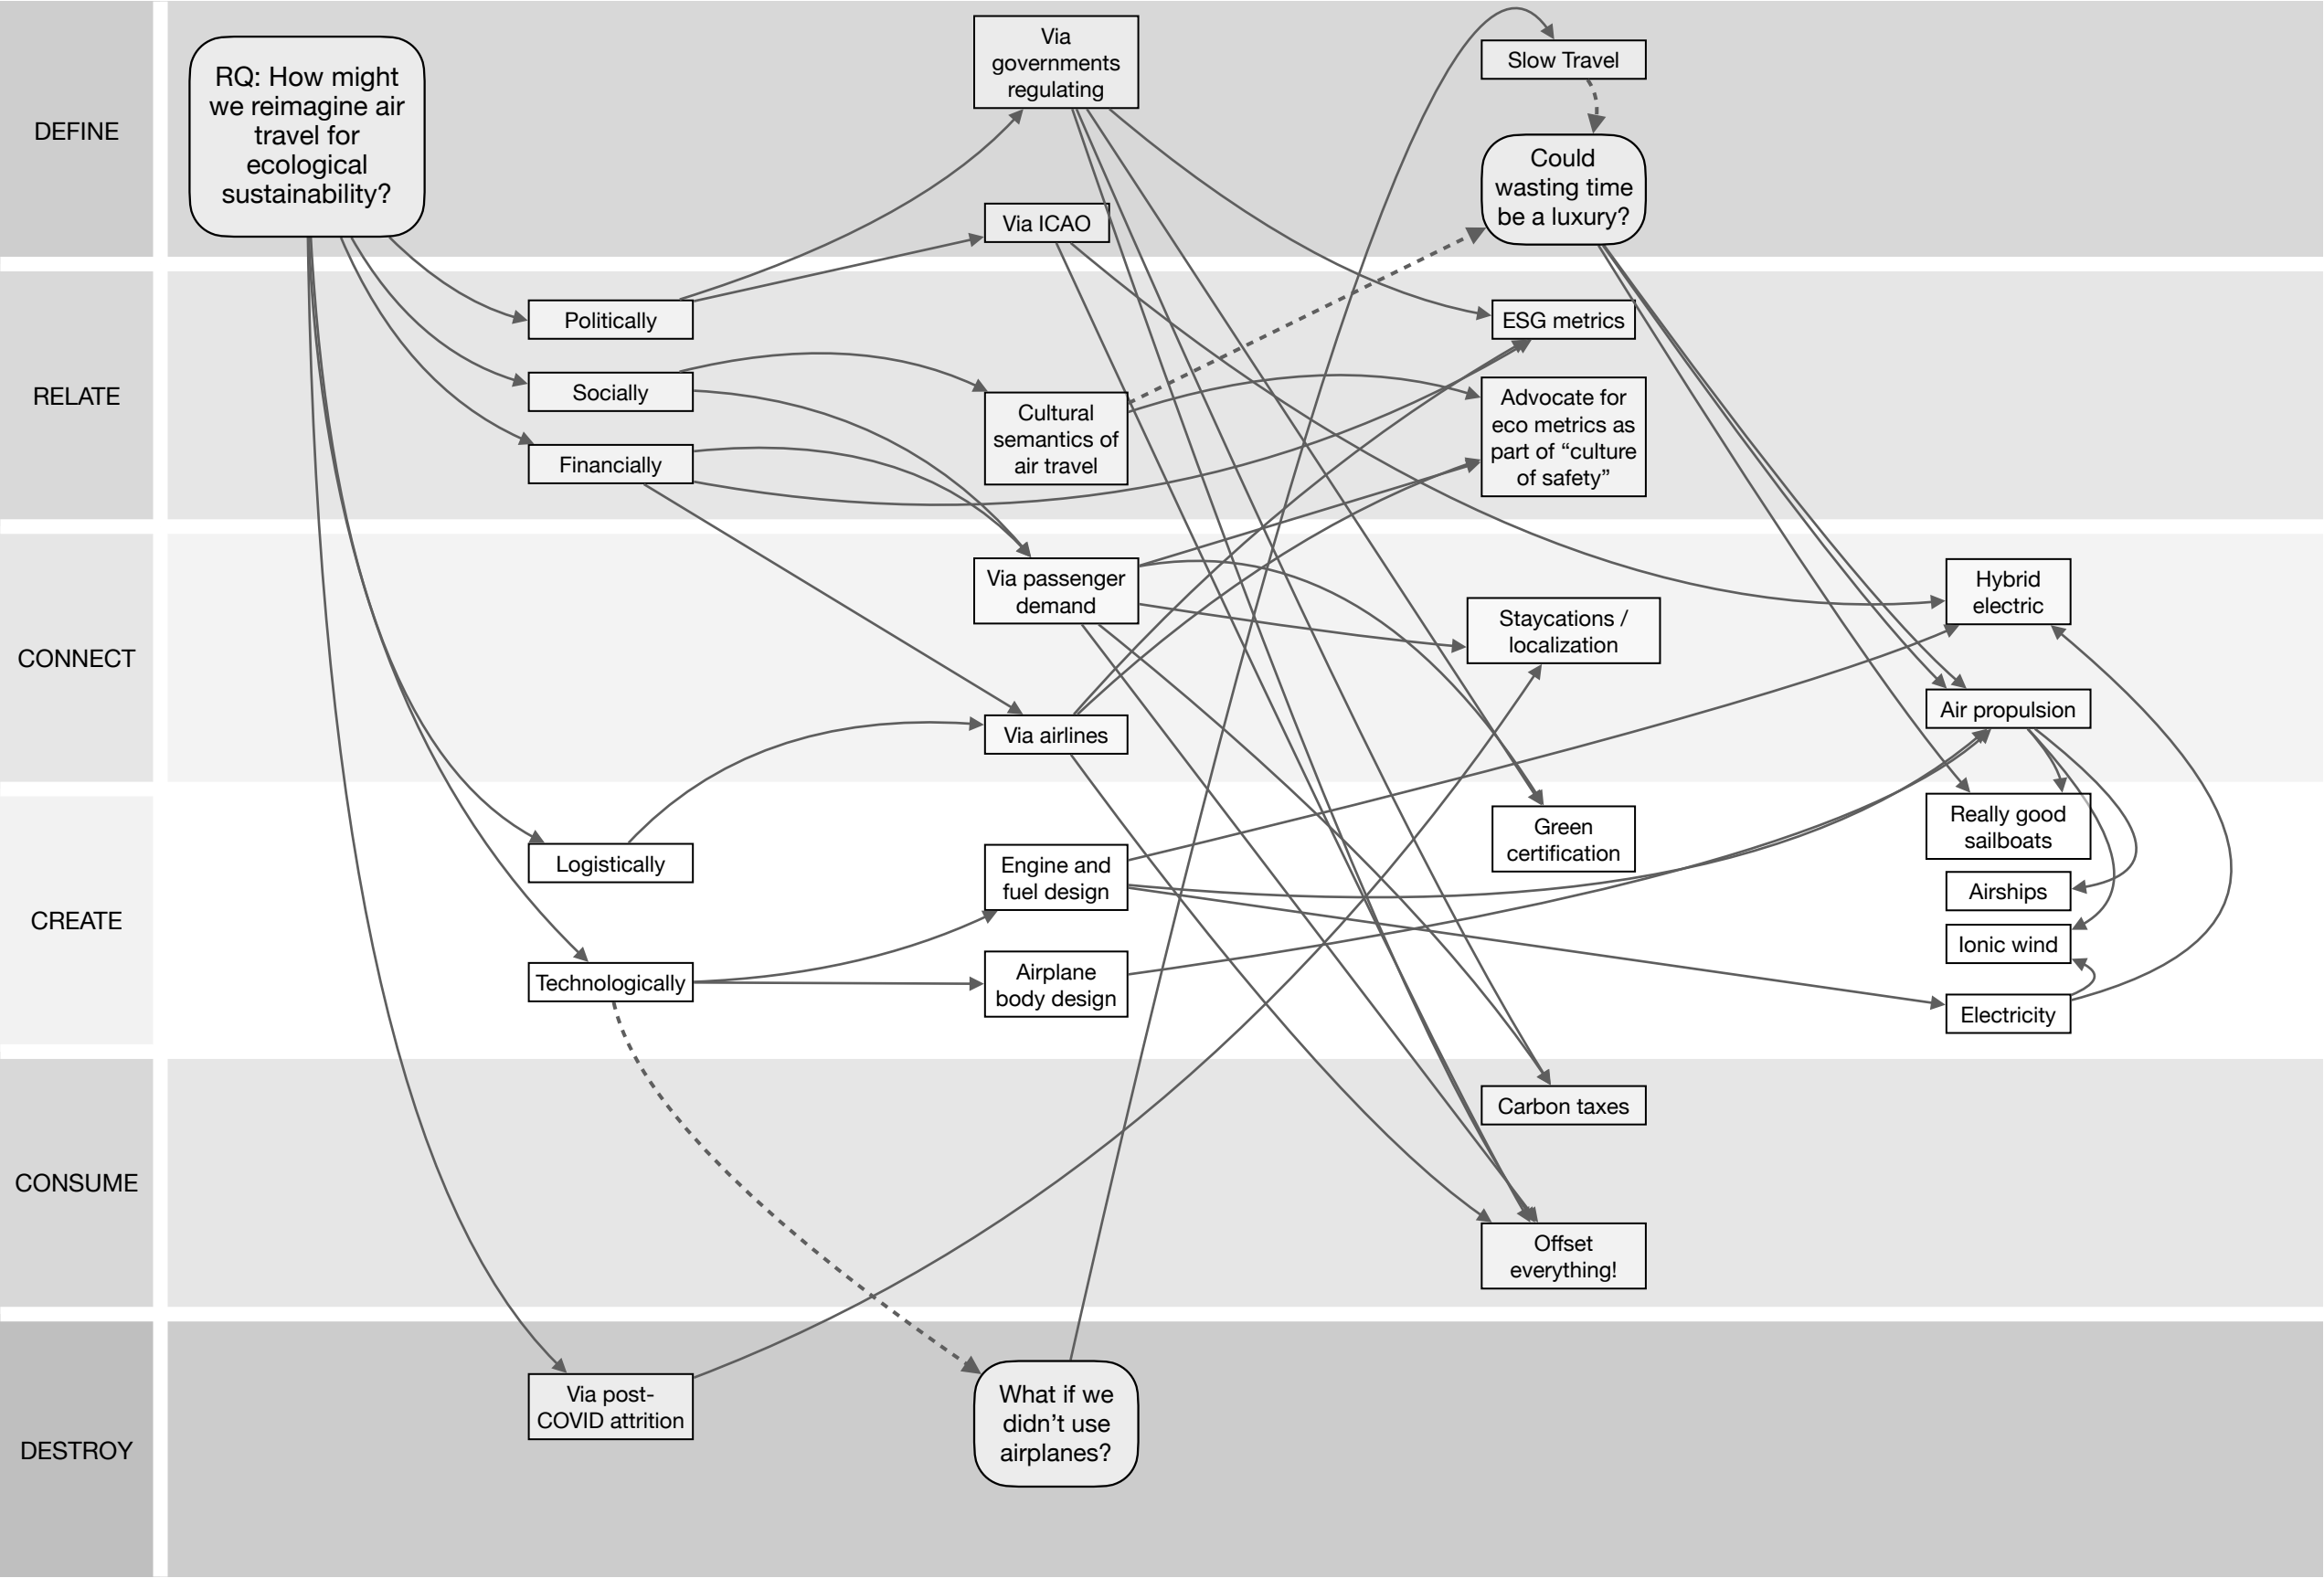 DEFINE
RQ: How might
we reimagine air
travel for
ecological
sustainability?
Via
governments
regulating
Via ICAO
Slow Travel
Could
wasting time
be a luxury?
RELATE
Politically
Socially
Financially
Cultural
semantics of
air travel
ESG metrics
Advocate for
eco metrics as
part of “culture
of safety”
CONNECT
Via passenger
demand
Via airlines
Staycations /
localization
Hybrid
electric
Air propulsion
CREATE
Logistically
Technologically
Engine and
fuel design
Airplane
body design
Green
certification
Really good
sailboats
Airships
Ionic wind
Electricity
CONSUME
Carbon taxes
Offset
everything!
DESTROY
Via post-
COVID attrition
What if we
didn’t use
airplanes?